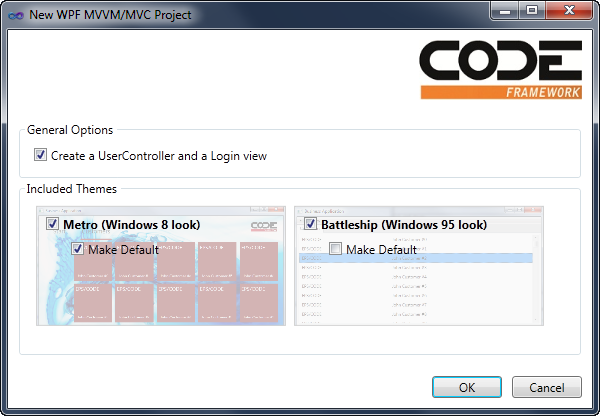 New WPF MVVM/MVC Project
CODE
FRAMEWORK
General Options
Create a UserController and a Login view
Included Themes
Metro (Windows 8 look)
Make Default
Battleship (Windows 95 look)
Make Default
OK
Cancel